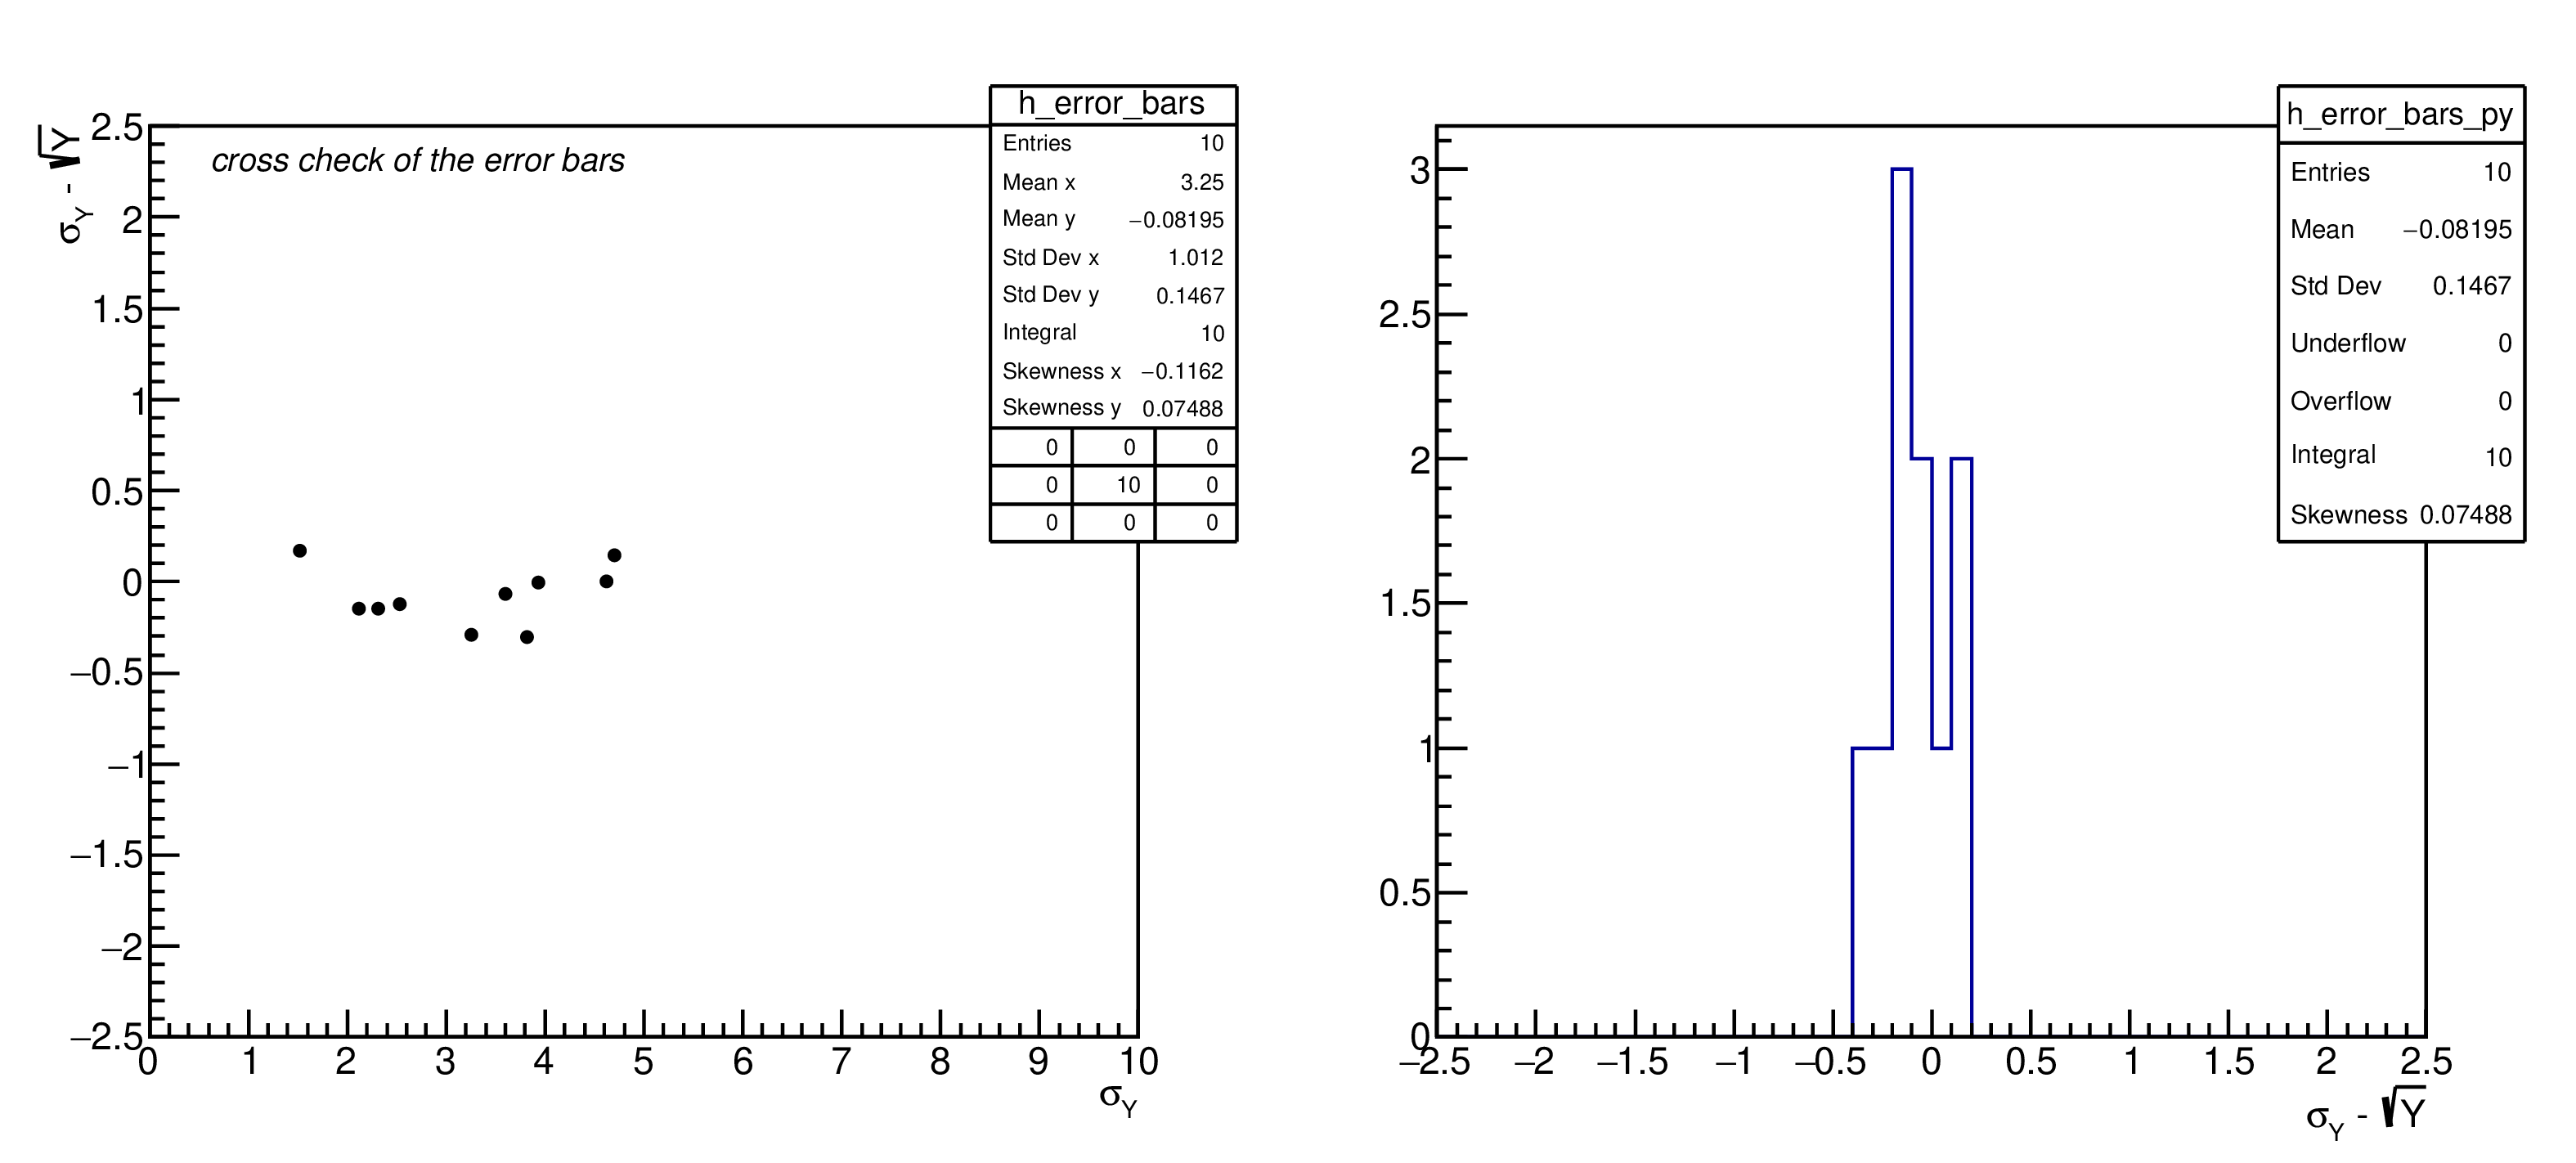 h_error_bars
Entries 10
Mean x 3.25
Mean y −0.08195
Std Dev x 1.012
Std Dev y 0.1467
Integral 10
Skewness x −0.1162
Skewness y 0.07488
0 0 0
0 10 0
0 0 0
cross check of the error bars
σY - √Y
2.5
2
1.5
1
0.5
0
−0.5
−1
−1.5
−2
−2.5
0 1 2 3 4 5 6 7 8 9 10
σY
h_error_bars_py
Entries 10
Mean −0.08195
Std Dev 0.1467
Underflow 0
Overflow 0
Integral 10
Skewness 0.07488
3
2.5
2
1.5
1
0.5
0
−2.5 −2 −1.5 −1 −0.5 0 0.5 1 1.5 2 2.5
σY - √Y